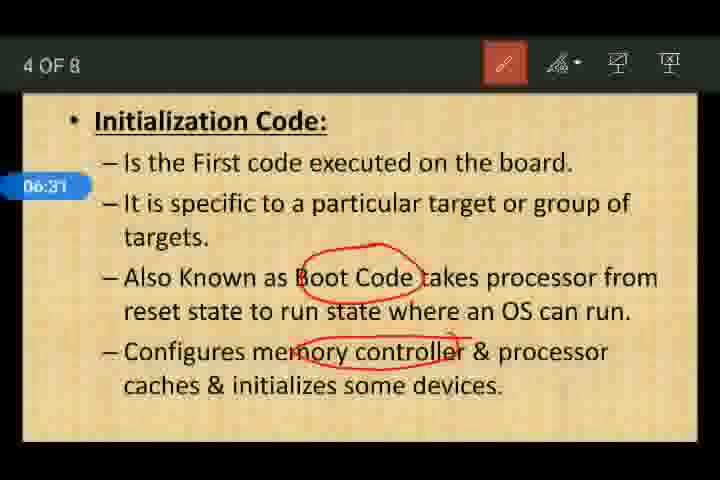 4 OF 8
• Initialization Code:
– Is the First code executed on the board.
06:31
– It is specific to a particular target or group of
targets.
– Also Known as Boot Code takes processor from
reset state to run state where an OS can run.
– Configures memory controller & processor
caches & initializes some devices.